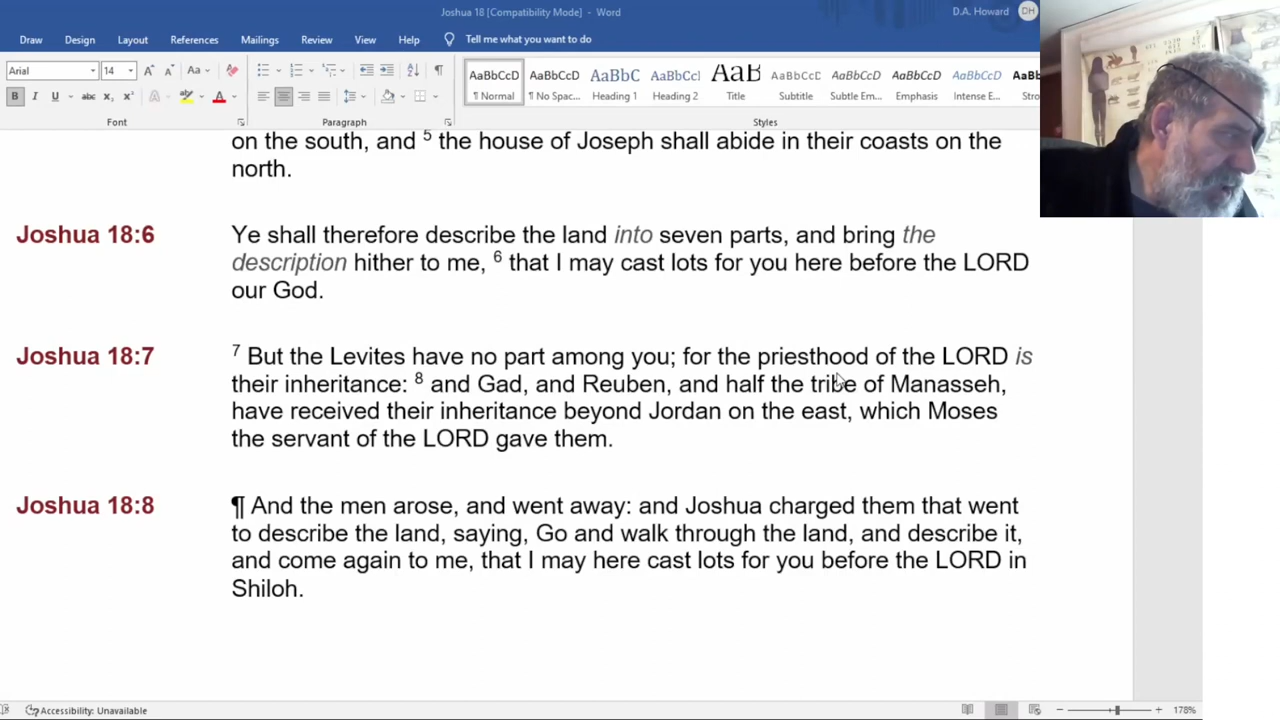 Joshua 18 [Compatibility Mode] - Word
D.A. Howard DH
Draw Design Layout References Mailings Review View Help Tell me what you want to do
Arial 14 Aa
B I U abc x₂ x² A A
AaBbCcD AaBbCcD AaBbC AaBbCcl AaB AaBbCcD AaBbCcD AaBbCcD AaBbCcD
¶ Normal ¶ No Spac... Heading 1 Heading 2 Title Subtitle Subtle Em... Emphasis Intense E...
Font Paragraph Styles
on the south, and ⁵ the house of Joseph shall abide in their coasts on the
north.
Joshua 18:6 Ye shall therefore describe the land into seven parts, and bring the
description hither to me, ⁶ that I may cast lots for you here before the LORD
our God.
Joshua 18:7 ⁷ But the Levites have no part among you; for the priesthood of the LORD is
their inheritance: ⁸ and Gad, and Reuben, and half the tribe of Manasseh,
have received their inheritance beyond Jordan on the east, which Moses
the servant of the LORD gave them.
Joshua 18:8 ¶ And the men arose, and went away: and Joshua charged them that went
to describe the land, saying, Go and walk through the land, and describe it,
and come again to me, that I may here cast lots for you before the LORD in
Shiloh.
Accessibility: Unavailable 178%